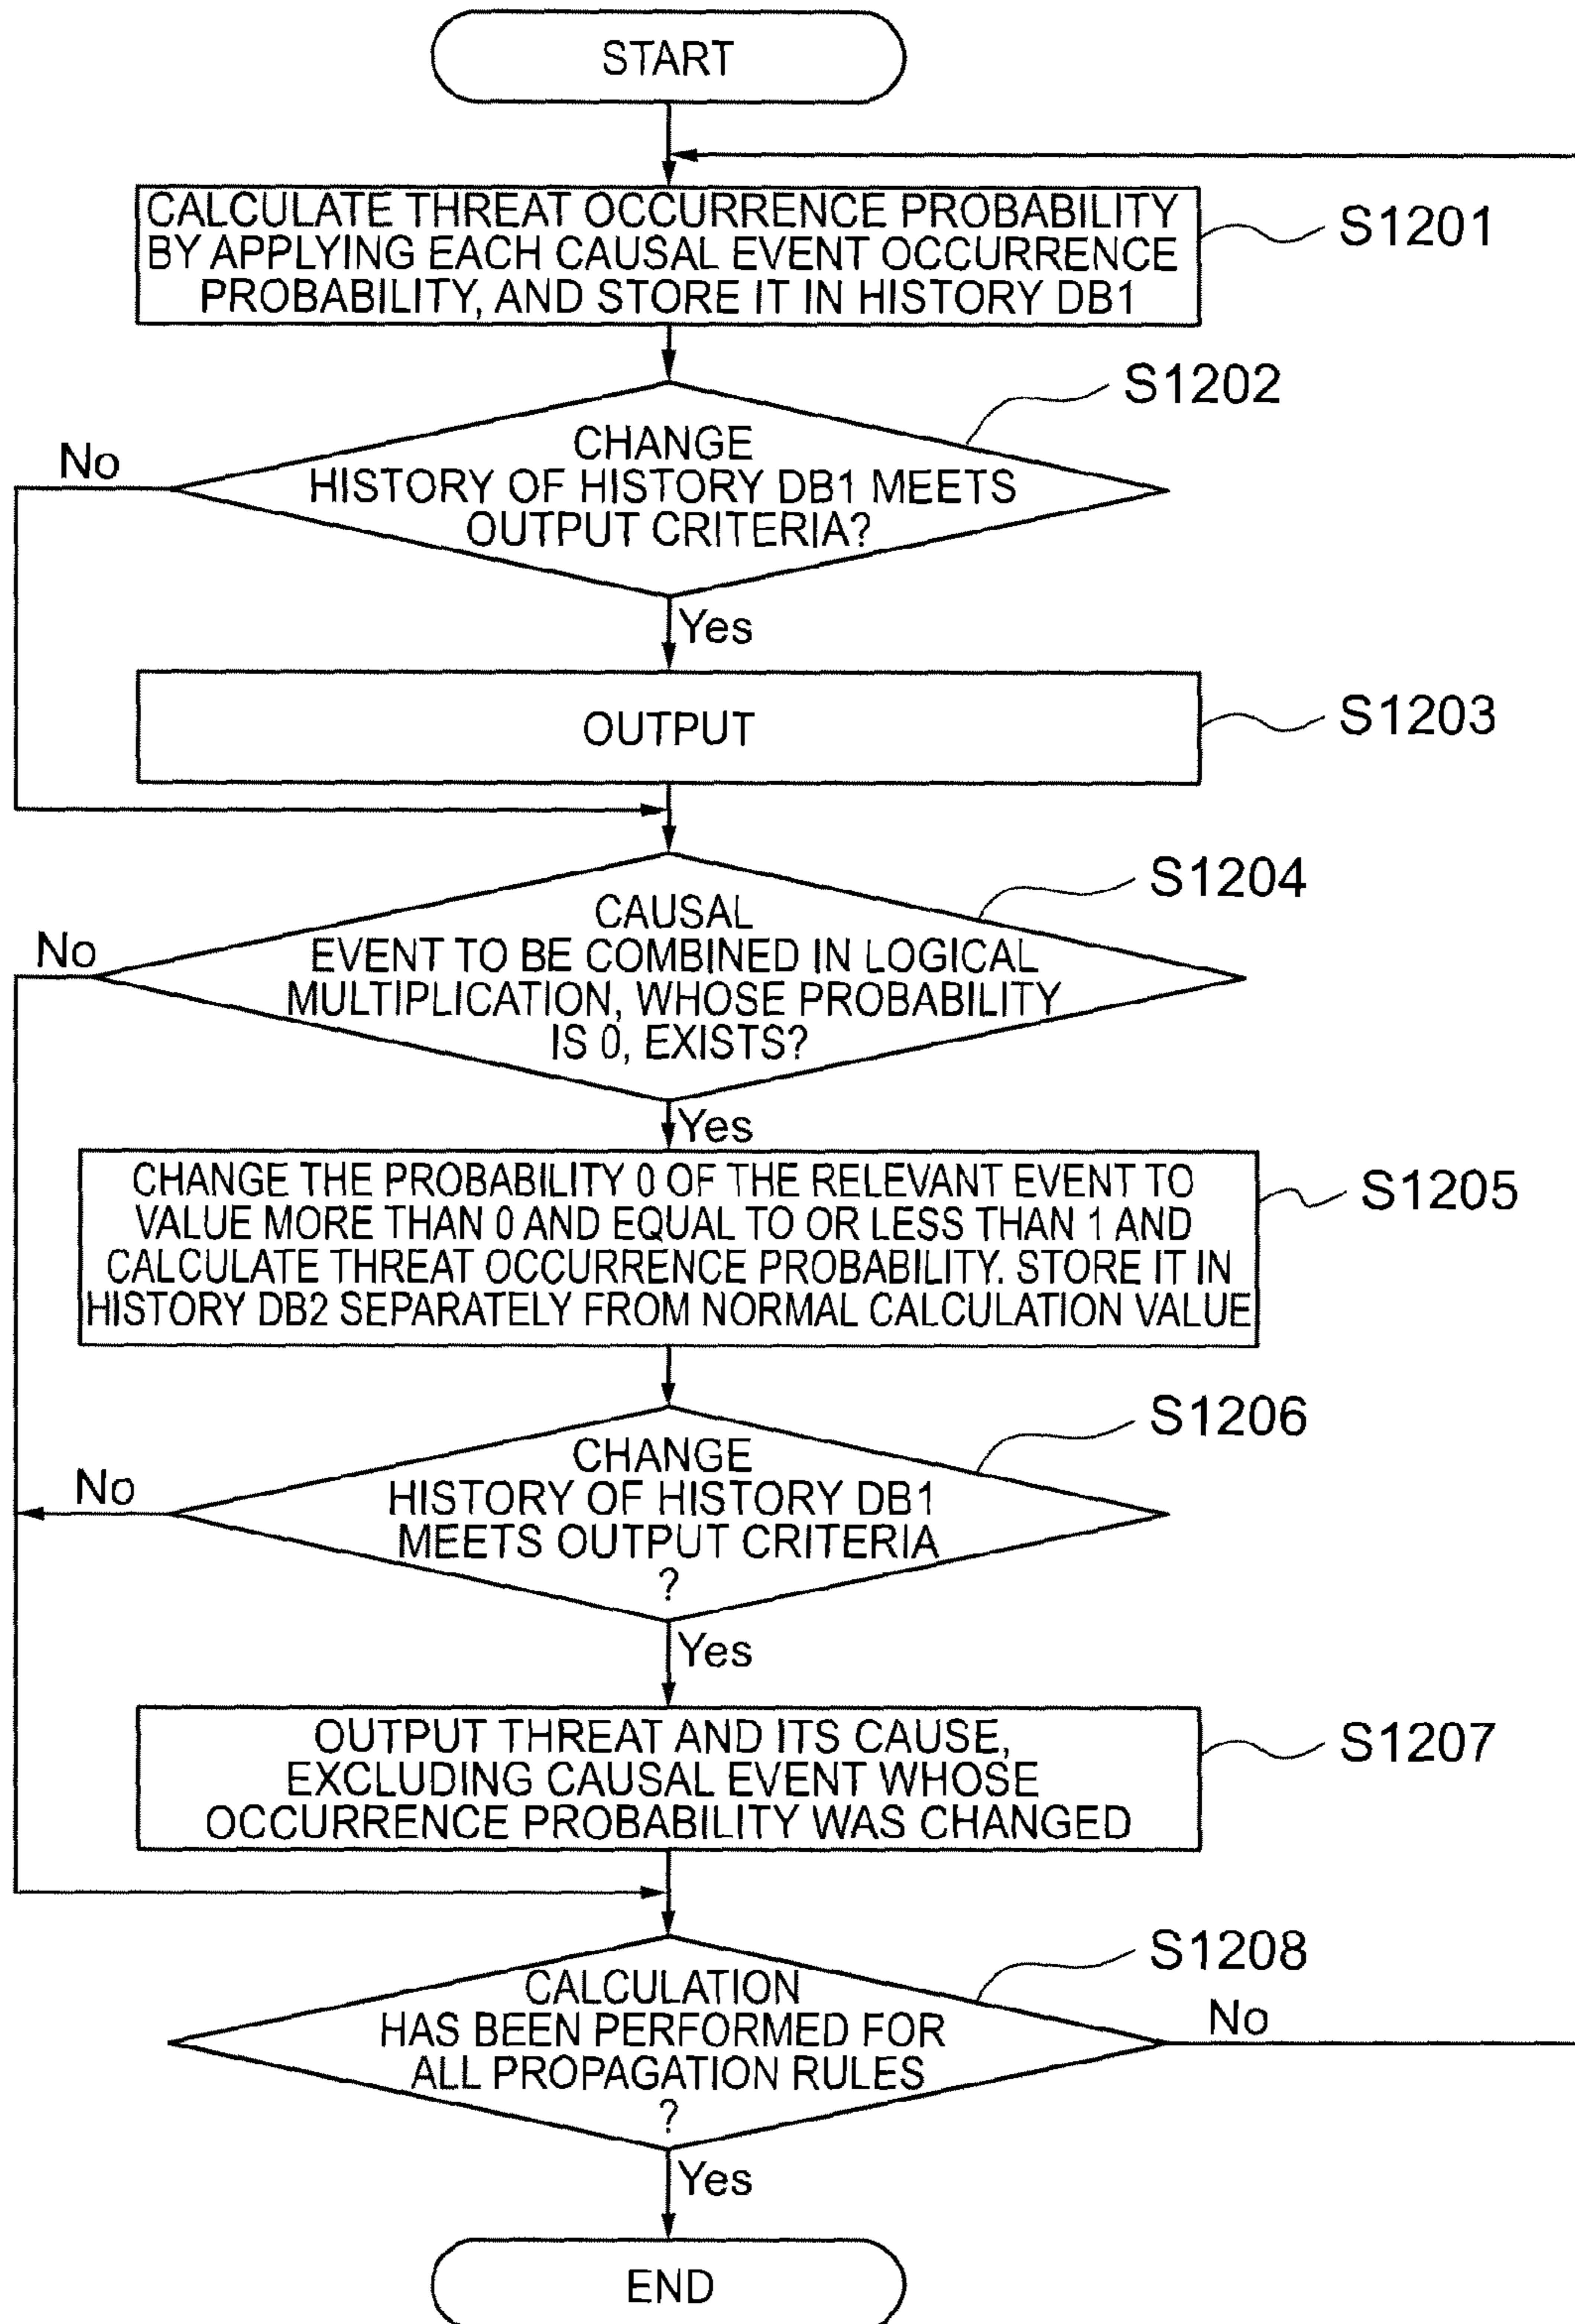 START
CALCULATE THREAT OCCURRENCE PROBABILITY
BY APPLYING EACH CAUSAL EVENT OCCURRENCE
PROBABILITY, AND STORE IT IN HISTORY DB1
S1201
S1202
CHANGE
HISTORY OF HISTORY DB1 MEETS
OUTPUT CRITERIA?
No
Yes
OUTPUT
S1203
S1204
CAUSAL
EVENT TO BE COMBINED IN LOGICAL
MULTIPLICATION, WHOSE PROBABILITY
IS 0, EXISTS?
No
Yes
CHANGE THE PROBABILITY 0 OF THE RELEVANT EVENT TO
VALUE MORE THAN 0 AND EQUAL TO OR LESS THAN 1 AND
CALCULATE THREAT OCCURRENCE PROBABILITY. STORE IT IN
HISTORY DB2 SEPARATELY FROM NORMAL CALCULATION VALUE
S1205
S1206
CHANGE
HISTORY OF HISTORY DB1
MEETS OUTPUT CRITERIA
?
No
Yes
OUTPUT THREAT AND ITS CAUSE,
EXCLUDING CAUSAL EVENT WHOSE
OCCURRENCE PROBABILITY WAS CHANGED
S1207
S1208
CALCULATION
HAS BEEN PERFORMED FOR
ALL PROPAGATION RULES
?
No
Yes
END